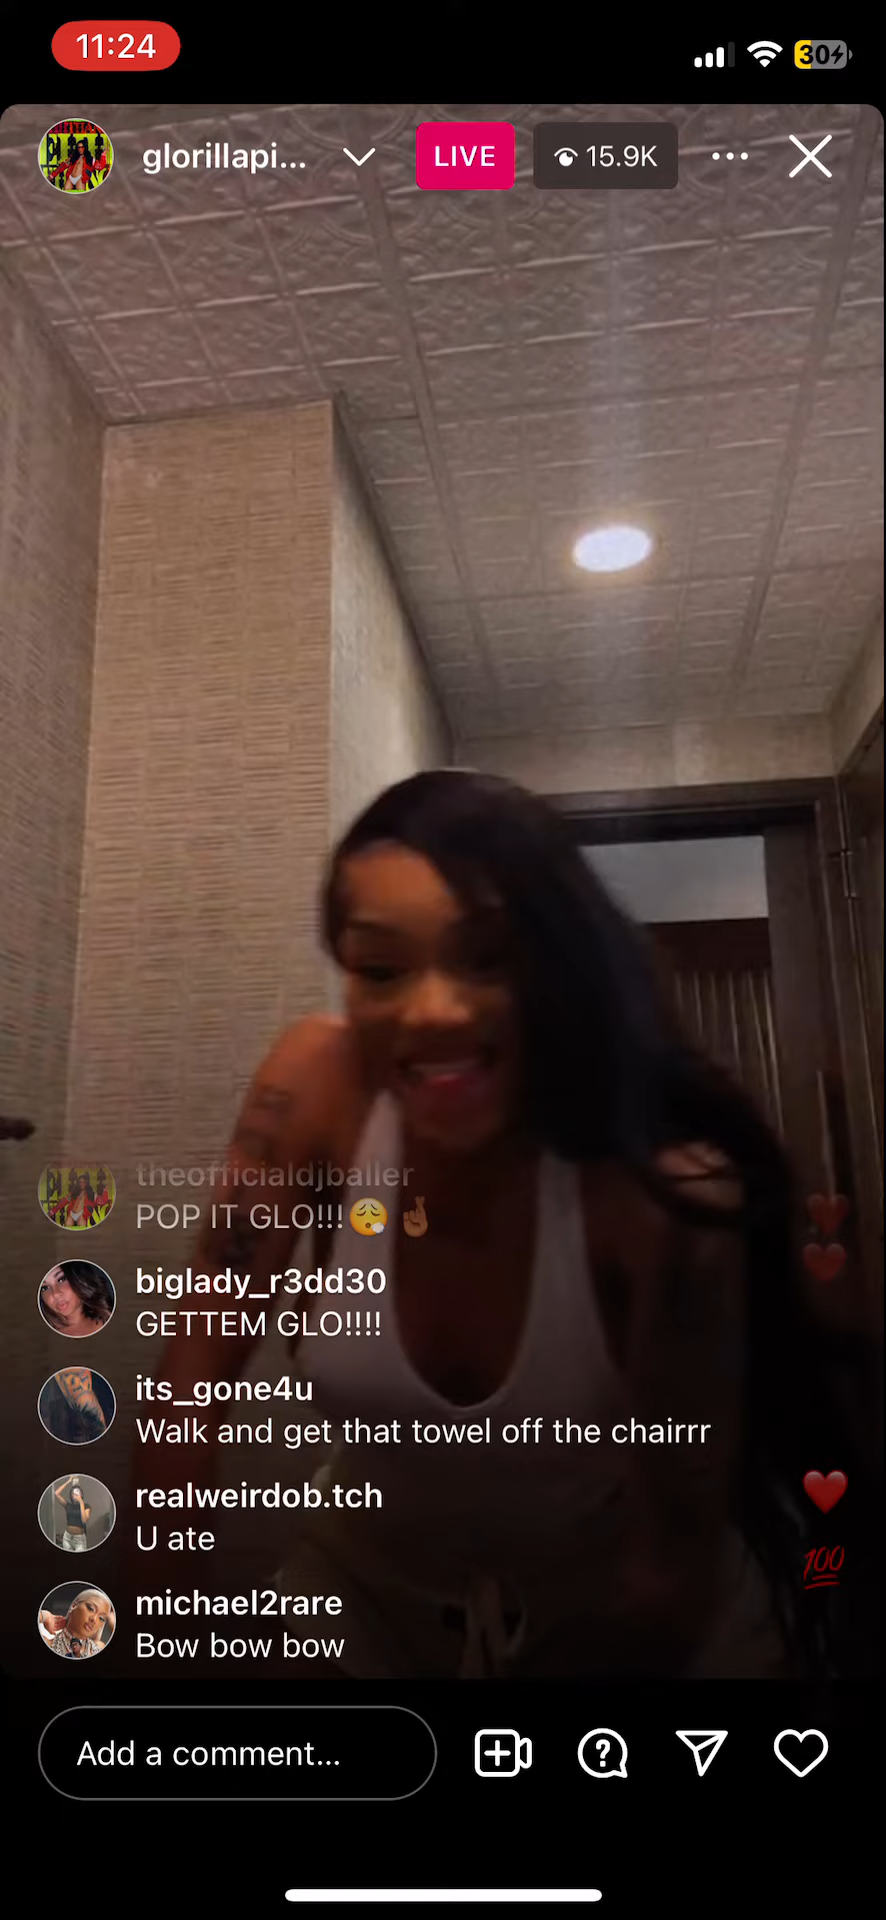 11:24
30
glorillapi...
LIVE
15.9K
theofficialdjballer
POP IT GLO!!!😮‍💨🤞🏽
biglady_r3dd30
GETTEM GLO!!!!
its_gone4u
Walk and get that towel off the chairrr
realweirdob.tch
U ate
michael2rare
Bow bow bow
💯
Add a comment...